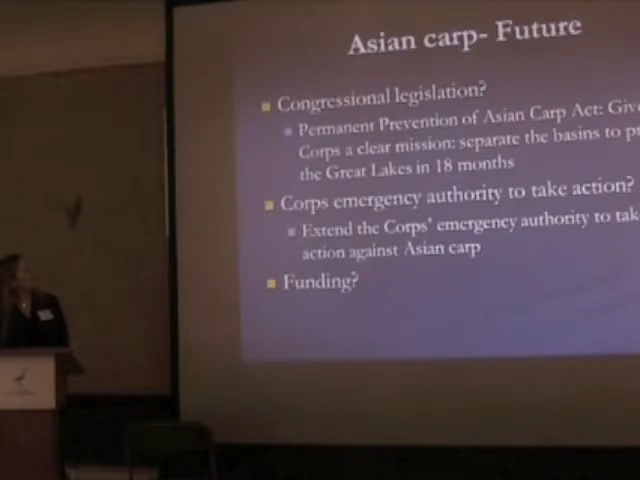 Asian carp- Future
Congressional legislation?
Permanent Prevention of Asian Carp Act: Give
Corps a clear mission: separate the basins to
the Great Lakes in 18 months
Corps emergency authority to take action?
Extend the Corps' emergency authority to
action against Asian carp
Funding?